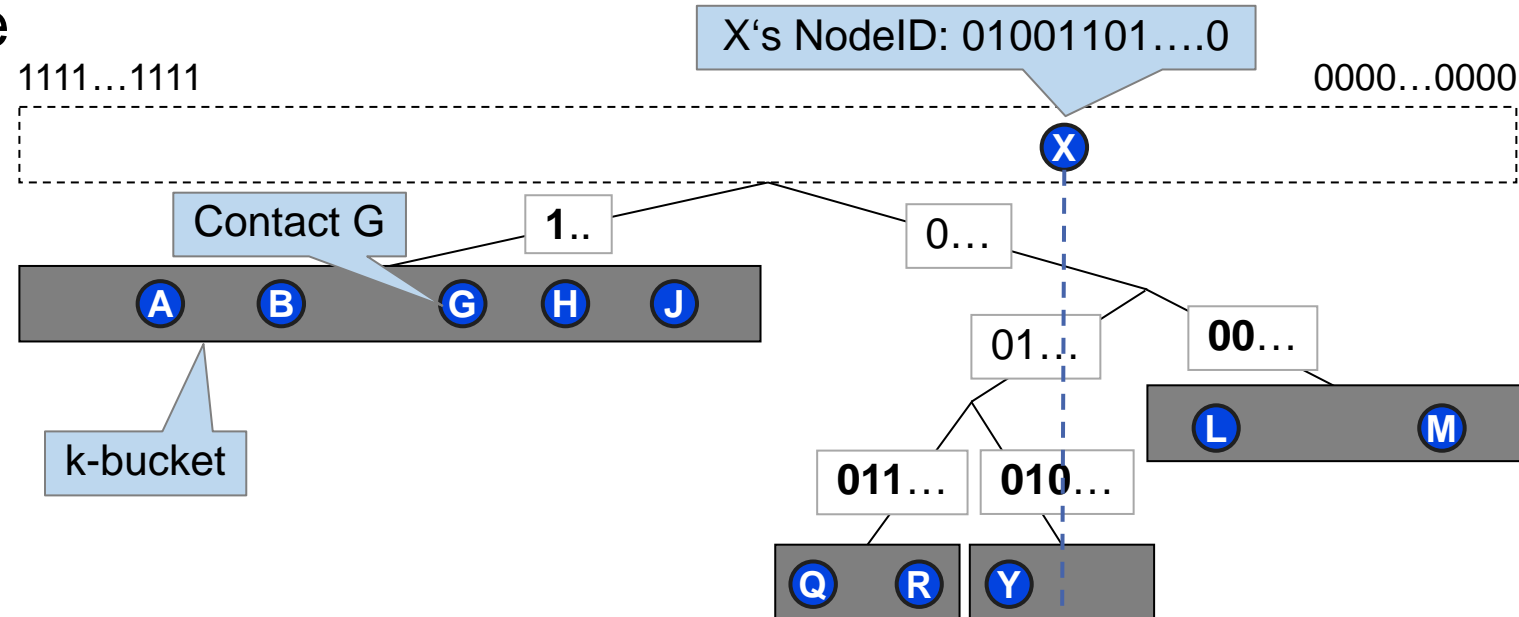 e
X‘s NodeID: 01001101….0
1111…1111
0000…0000
X
Contact G
1..
0…
A
B
G
H
J
01…
00…
k-bucket
L
M
011…
010…
Q
R
Y